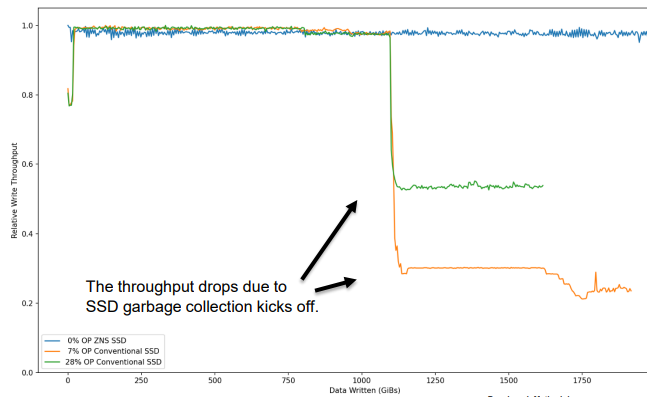 1.0
0.8
0.6
0.4
0.2
0.0
Relative Write Throughput
The throughput drops due to
SSD garbage collection kicks off.
0% OP ZNS SSD
7% OP Conventional SSD
28% OP Conventional SSD
0 250 500 750 1000 1250 1500 1750
Data Written (GiBs)